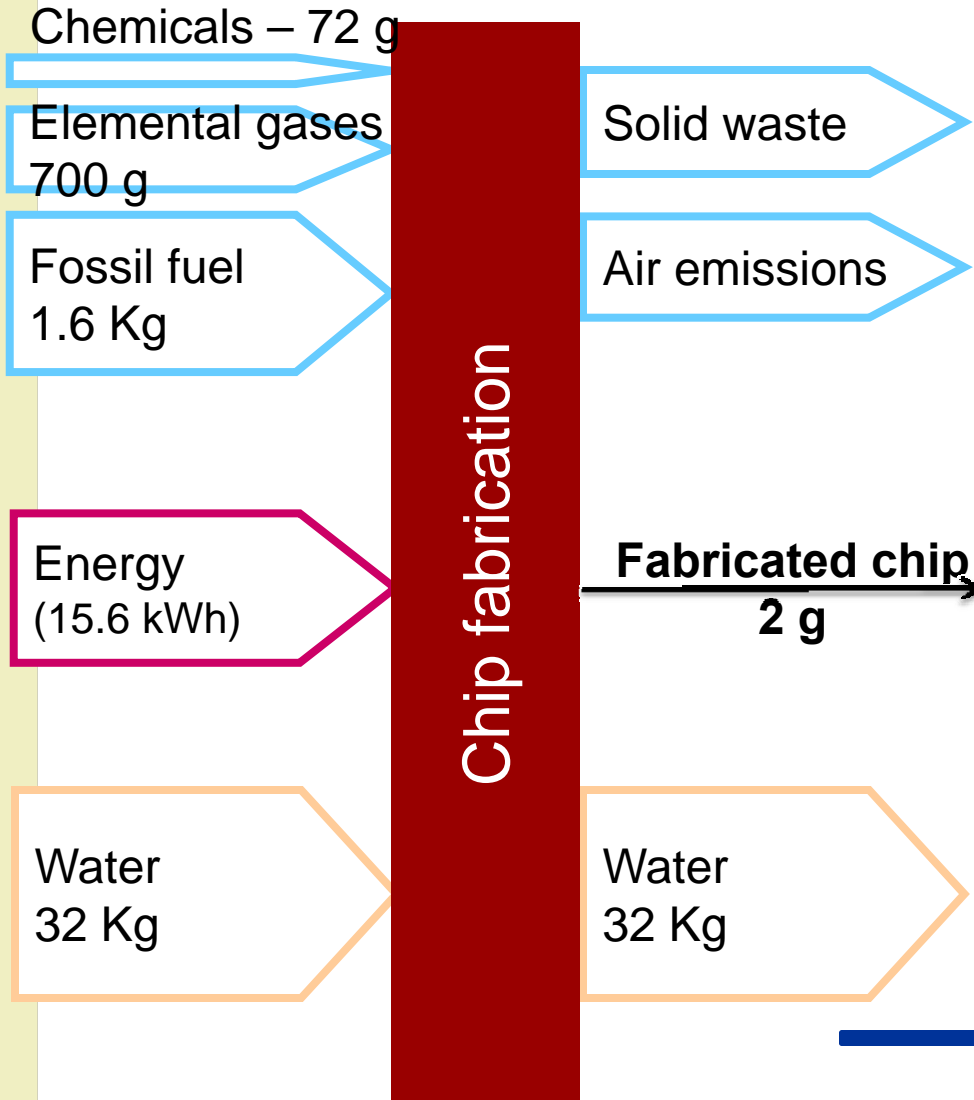 Chemicals – 72 g
Elemental gases
700 g
Fossil fuel
1.6 Kg
Energy
(15.6 kWh)
Water
32 Kg
Chip fabrication
Solid waste
Air emissions
Fabricated chip
2 g
Water
32 Kg